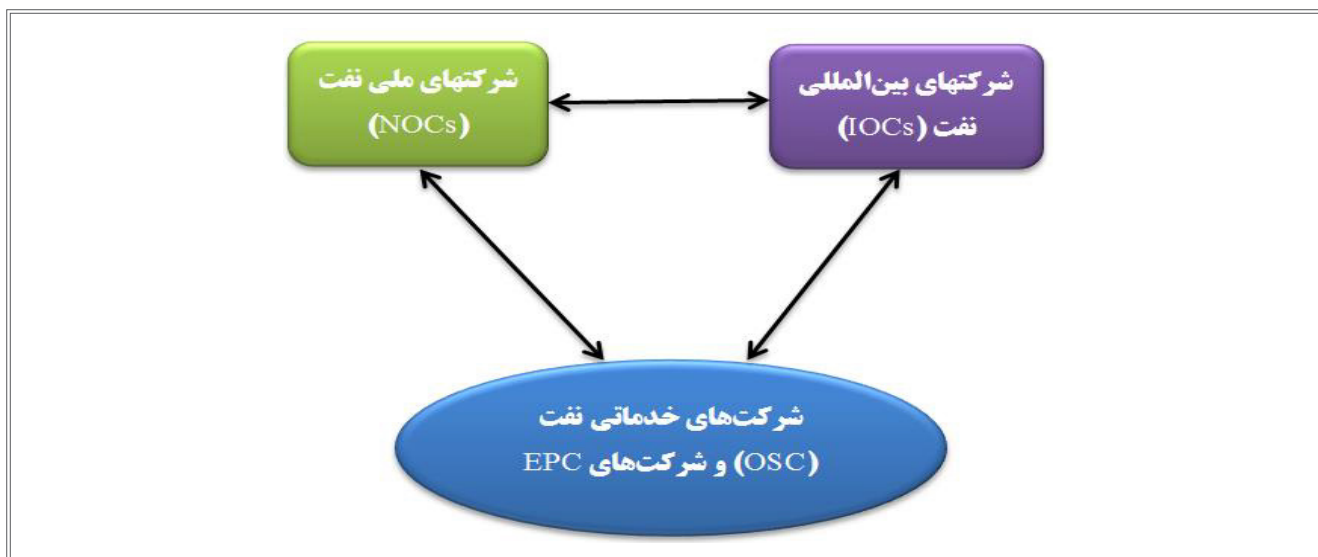 شرکتهای بین‌المللی
نفت (IOCs)
شرکتهای ملی نفت
(NOCs)
شرکت‌های خدماتی نفت
(OSC) و شرکت‌های EPC